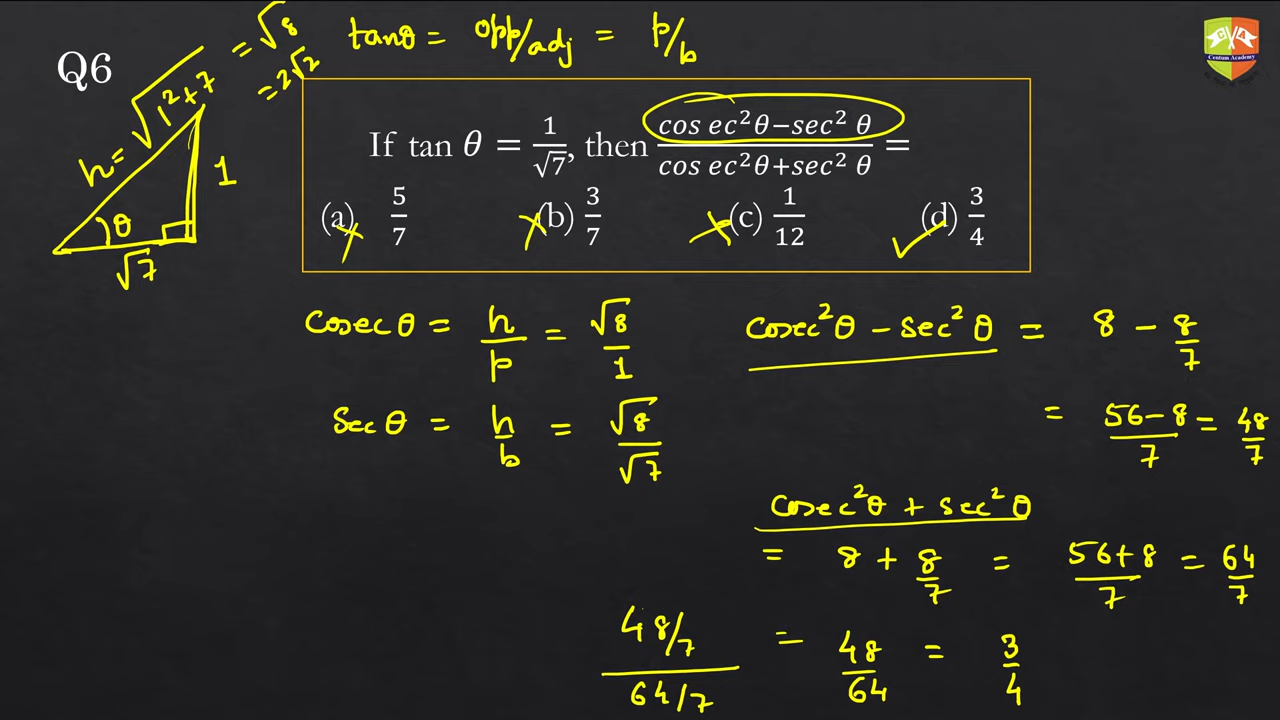 Q6
tanθ = opp/adj = p/b
h = √1²+7 = √8
= 2√2
1
θ
√7
Centum Academy
If tan θ = 1/√7, then (cos ec²θ−sec² θ)/(cos ec²θ+sec² θ) =
(a) 5/7 (b) 3/7 (c) 1/12 (d) 3/4
cosec θ = h/p = √8/1
sec θ = h/b = √8/√7
cosec²θ − sec²θ = 8 − 8/7
= 56−8/7 = 48/7
cosec²θ + sec²θ
= 8 + 8/7 = 56+8/7 = 64/7
48/7 / 64/7 = 48/64 = 3/4